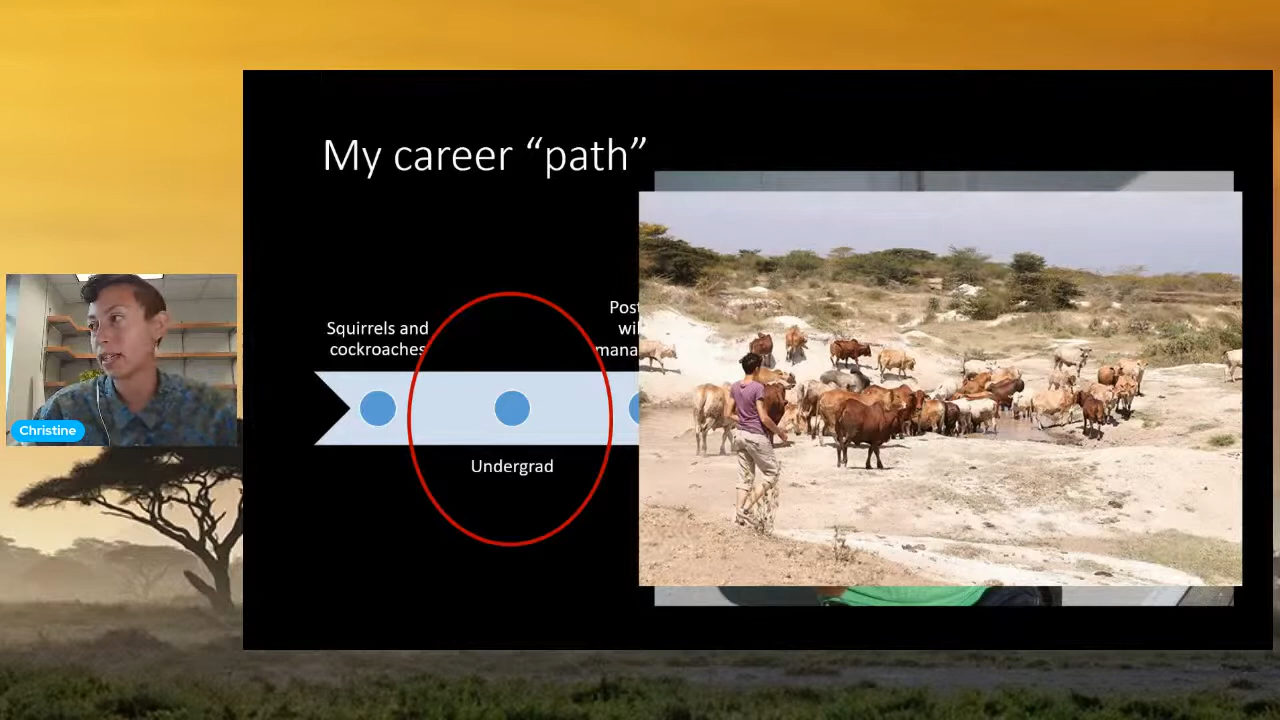 My career “path”
Squirrels and
cockroaches
Undergrad
Christine